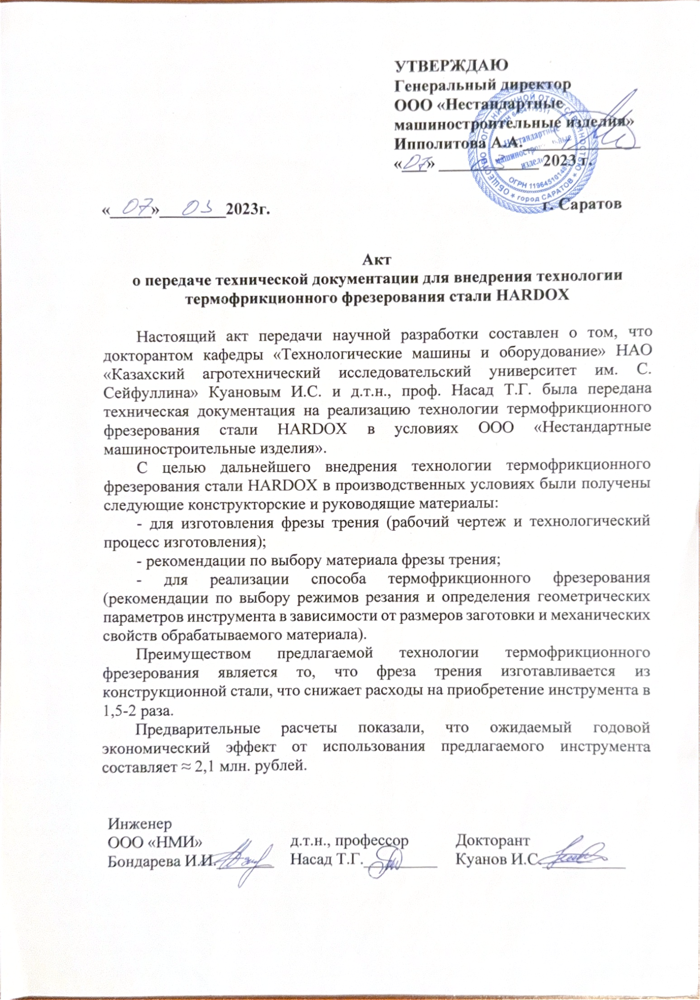 УТВЕРЖДАЮ
Генеральный директор
ООО «Нестандартные
машиностроительные изделия»
Ипполитова А.А.
«07» 03 2023 г.
ОБЩЕСТВО С ОГРАНИЧЕННОЙ ОТВЕТСТВЕННОСТЬЮ
Нестандартные
машиностроительные
изделия
ОГРН
город САРАТОВ
«07» 03 2023г.
г. Саратов
Акт
о передаче технической документации для внедрения технологии
термофрикционного фрезерования стали HARDOX
Настоящий акт передачи научной разработки составлен о том, что
докторантом кафедры «Технологические машины и оборудование» НАО
«Казахский агротехнический исследовательский университет им. С.
Сейфуллина» Куановым И.С. и д.т.н., проф. Насад Т.Г. была передана
техническая документация на реализацию технологии термофрикционного
фрезерования стали HARDOX в условиях ООО «Нестандартные
машиностроительные изделия».
С целью дальнейшего внедрения технологии термофрикционного
фрезерования стали HARDOX в производственных условиях были получены
следующие конструкторские и руководящие материалы:
- для изготовления фрезы трения (рабочий чертеж и технологический
процесс изготовления);
- рекомендации по выбору материала фрезы трения;
- для реализации способа термофрикционного фрезерования
(рекомендации по выбору режимов резания и определения геометрических
параметров инструмента в зависимости от размеров заготовки и механических
свойств обрабатываемого материала).
Преимуществом предлагаемой технологии термофрикционного
фрезерования является то, что фреза трения изготавливается из
конструкционной стали, что снижает расходы на приобретение инструмента в
1,5-2 раза.
Предварительные расчеты показали, что ожидаемый годовой
экономический эффект от использования предлагаемого инструмента
составляет ≈ 2,1 млн. рублей.
Инженер
ООО «НМИ» д.т.н., профессор Докторант
Бондарева И.И. Насад Т.Г. Куанов И.С.